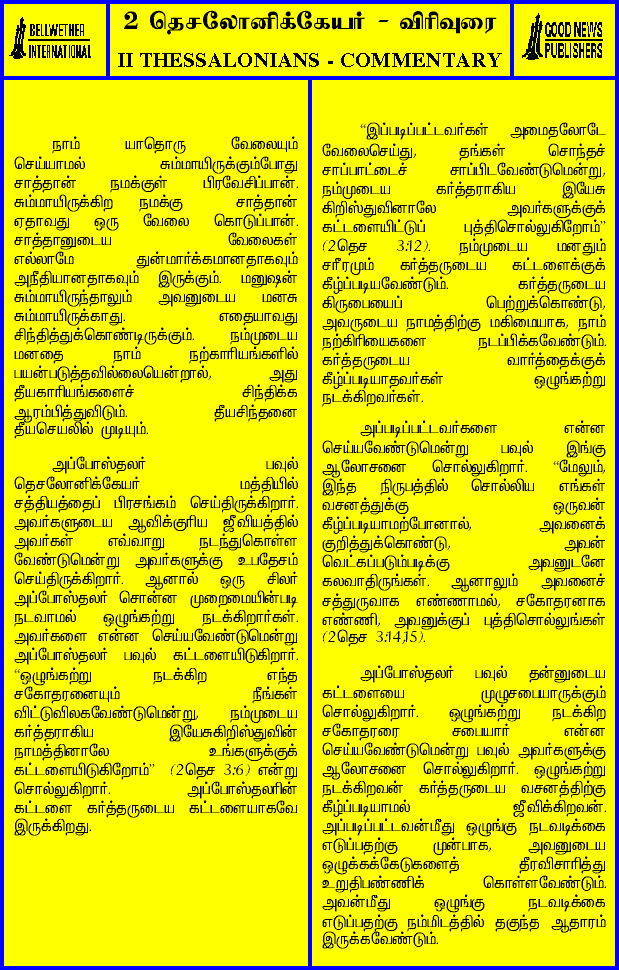 BELLWETHER
INTERNATIONAL
2 தெசலோனிக்கேயர் - விரிவுரை
II THESSALONIANS - COMMENTARY
GOOD NEWS
PUBLISHERS
நாம் யாதொரு வேலையும்
செய்யாமல் சும்மாயிருக்கும்போது
சாத்தான் நமக்குள் பிரவேசிப்பான்.
சும்மாயிருக்கிற நமக்கு சாத்தான்
ஏதாவது ஒரு வேலை கொடுப்பான்.
சாத்தானுடைய வேலைகள்
எல்லாமே துன்மார்க்கமானதாகவும்
அநீதியானதாகவும் இருக்கும். மனுஷன்
சும்மாயிருந்தாலும் அவனுடைய மனசு
சும்மாயிருக்காது. எதையாவது
சிந்தித்துக்கொண்டிருக்கும். நம்முடைய
மனதை நாம் நற்காரியங்களில்
பயன்படுத்தவில்லையென்றால், அது
தீயகாரியங்களைச் சிந்திக்க
ஆரம்பித்துவிடும். தீயசிந்தனை
தீயசெயலில் முடியும்.
அப்போஸ்தலர் பவுல்
தெசலோனிக்கேயர் மத்தியில்
சத்தியத்தைப் பிரசங்கம் செய்திருக்கிறார்.
அவர்களுடைய ஆவிக்குரிய ஜீவியத்தில்
அவர்கள் எவ்வாறு நடந்துகொள்ள
வேண்டுமென்று அவர்களுக்கு உபதேசம்
செய்திருக்கிறார். ஆனால் ஒரு சிலர்
அப்போஸ்தலர் சொன்ன முறைமையின்படி
நடவாமல் ஒழுங்கற்று நடக்கிறார்கள்.
அவர்களை என்ன செய்யவேண்டுமென்று
அப்போஸ்தலர் பவுல் கட்டளையிடுகிறார்.
“ஒழுங்கற்று நடக்கிற எந்த
சகோதரனையும் நீங்கள்
விட்டுவிலகவேண்டுமென்று, நம்முடைய
கர்த்தராகிய இயேசுகிறிஸ்துவின்
நாமத்தினாலே உங்களுக்குக்
கட்டளையிடுகிறோம்” (2தெச 3:6) என்று
சொல்லுகிறார். அப்போஸ்தலரின்
கட்டளை கர்த்தருடைய கட்டளையாகவே
இருக்கிறது.
“இப்படிப்பட்டவர்கள் அமைதலோடே
வேலைசெய்து, தங்கள் சொந்தச்
சாப்பாட்டைச் சாப்பிடவேண்டுமென்று,
நம்முடைய கர்த்தராகிய இயேசு
கிறிஸ்துவினாலே அவர்களுக்குக்
கட்டளையிட்டுப் புத்திசொல்லுகிறோம்”
(2தெச 3:12). நம்முடைய மனதும்
சரீரமும் கர்த்தருடைய கட்டளைக்குக்
கீழ்ப்படியவேண்டும். கர்த்தருடைய
கிருபையைப் பெற்றுக்கொண்டு,
அவருடைய நாமத்திற்கு மகிமையாக, நாம்
நற்கிரியைகளை நடப்பிக்கவேண்டும்.
கர்த்தருடைய வார்த்தைக்குக்
கீழ்ப்படியாதவர்கள் ஒழுங்கற்று
நடக்கிறவர்கள்.
அப்படிப்பட்டவர்களை என்ன
செய்யவேண்டுமென்று பவுல் இங்கு
ஆலோசனை சொல்லுகிறார். “மேலும்,
இந்த நிருபத்தில் சொல்லிய எங்கள்
வசனத்துக்கு ஒருவன்
கீழ்ப்படியாமற்போனால், அவனைக்
குறித்துக்கொண்டு, அவன்
வெட்கப்படும்படிக்கு அவனுடனே
கலவாதிருங்கள். ஆனாலும் அவனைச்
சத்துருவாக எண்ணாமல், சகோதரனாக
எண்ணி, அவனுக்குப் புத்திசொல்லுங்கள்
(2தெச 3:14,15).
அப்போஸ்தலர் பவுல் தன்னுடைய
கட்டளையை முழுசபையாருக்கும்
சொல்லுகிறார். ஒழுங்கற்று நடக்கிற
சகோதரரை சபையார் என்ன
செய்யவேண்டுமென்று பவுல் அவர்களுக்கு
ஆலோசனை சொல்லுகிறார். ஒழுங்கற்று
நடக்கிறவன் கர்த்தருடைய வசனத்திற்கு
கீழ்ப்படியாமல் ஜீவிக்கிறவன்.
அப்படிப்பட்டவன்மீது ஒழுங்கு நடவடிக்கை
எடுப்பதற்கு முன்பாக, அவனுடைய
ஒழுக்கக்கேடுகளைத் தீரவிசாரித்து
உறுதிபண்ணிக் கொள்ளவேண்டும்.
அவன்மீது ஒழுங்கு நடவடிக்கை
எடுப்பதற்கு நம்மிடத்தில் தகுந்த ஆதாரம்
இருக்கவேண்டும்.